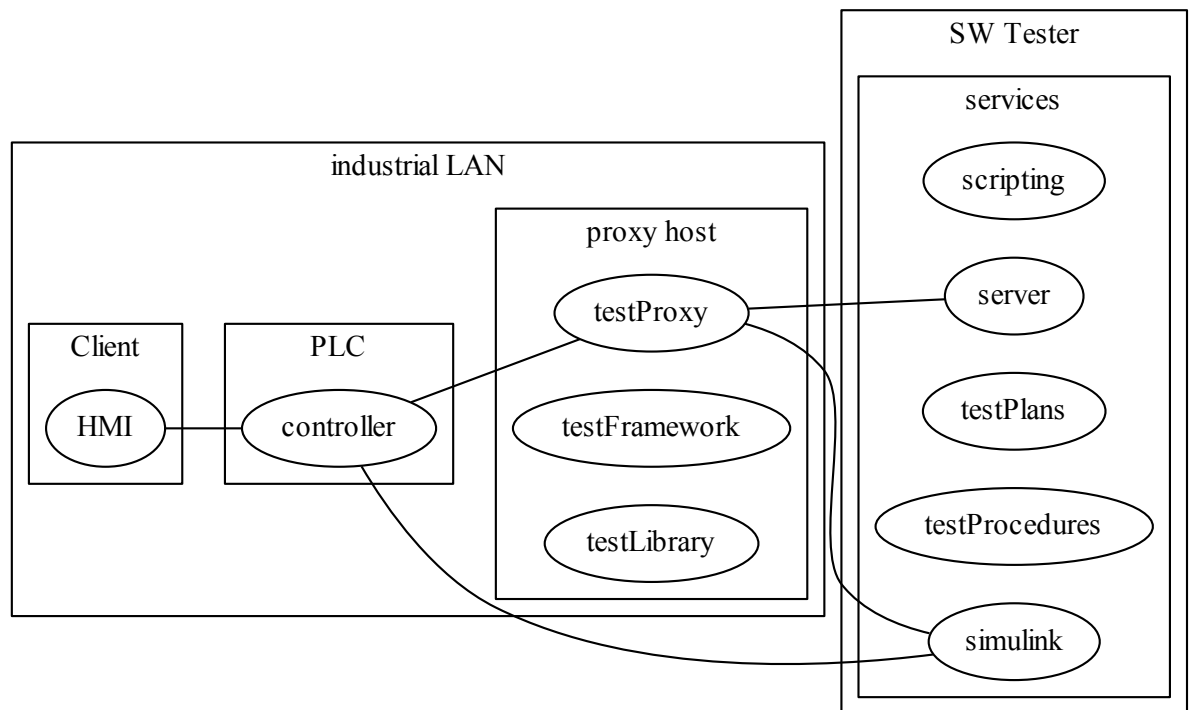 SW Tester
services
scripting
server
testPlans
testProcedures
simulink
industrial LAN
proxy host
testProxy
testFramework
testLibrary
Client
HMI
PLC
controller